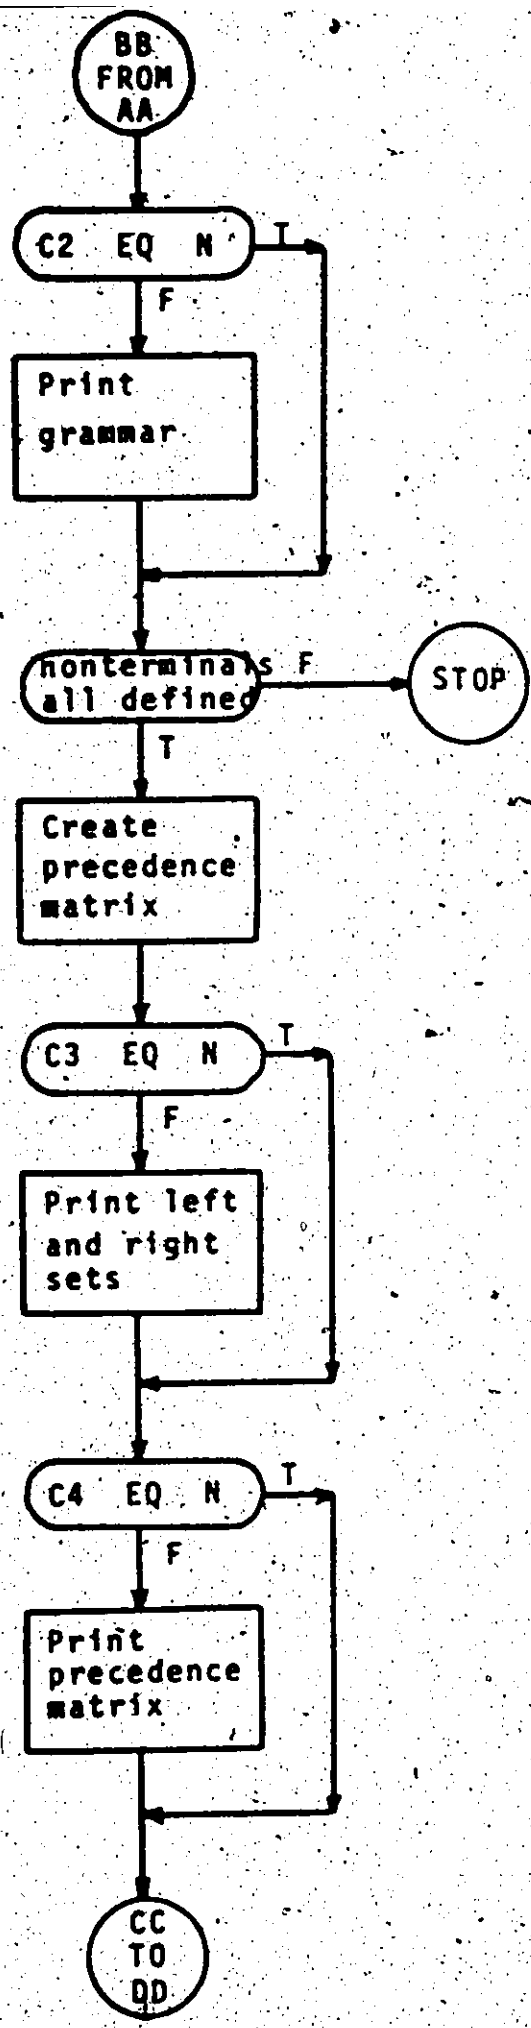 BB
FROM
AA
C2 EQ N T
F
Print
grammar
nonterminals F
all defined
STOP
T
Create
precedence
matrix
C3 EQ N T
F
Print left
and right
sets
C4 EQ N T
F
Print
precedence
matrix
CC
TO
DD